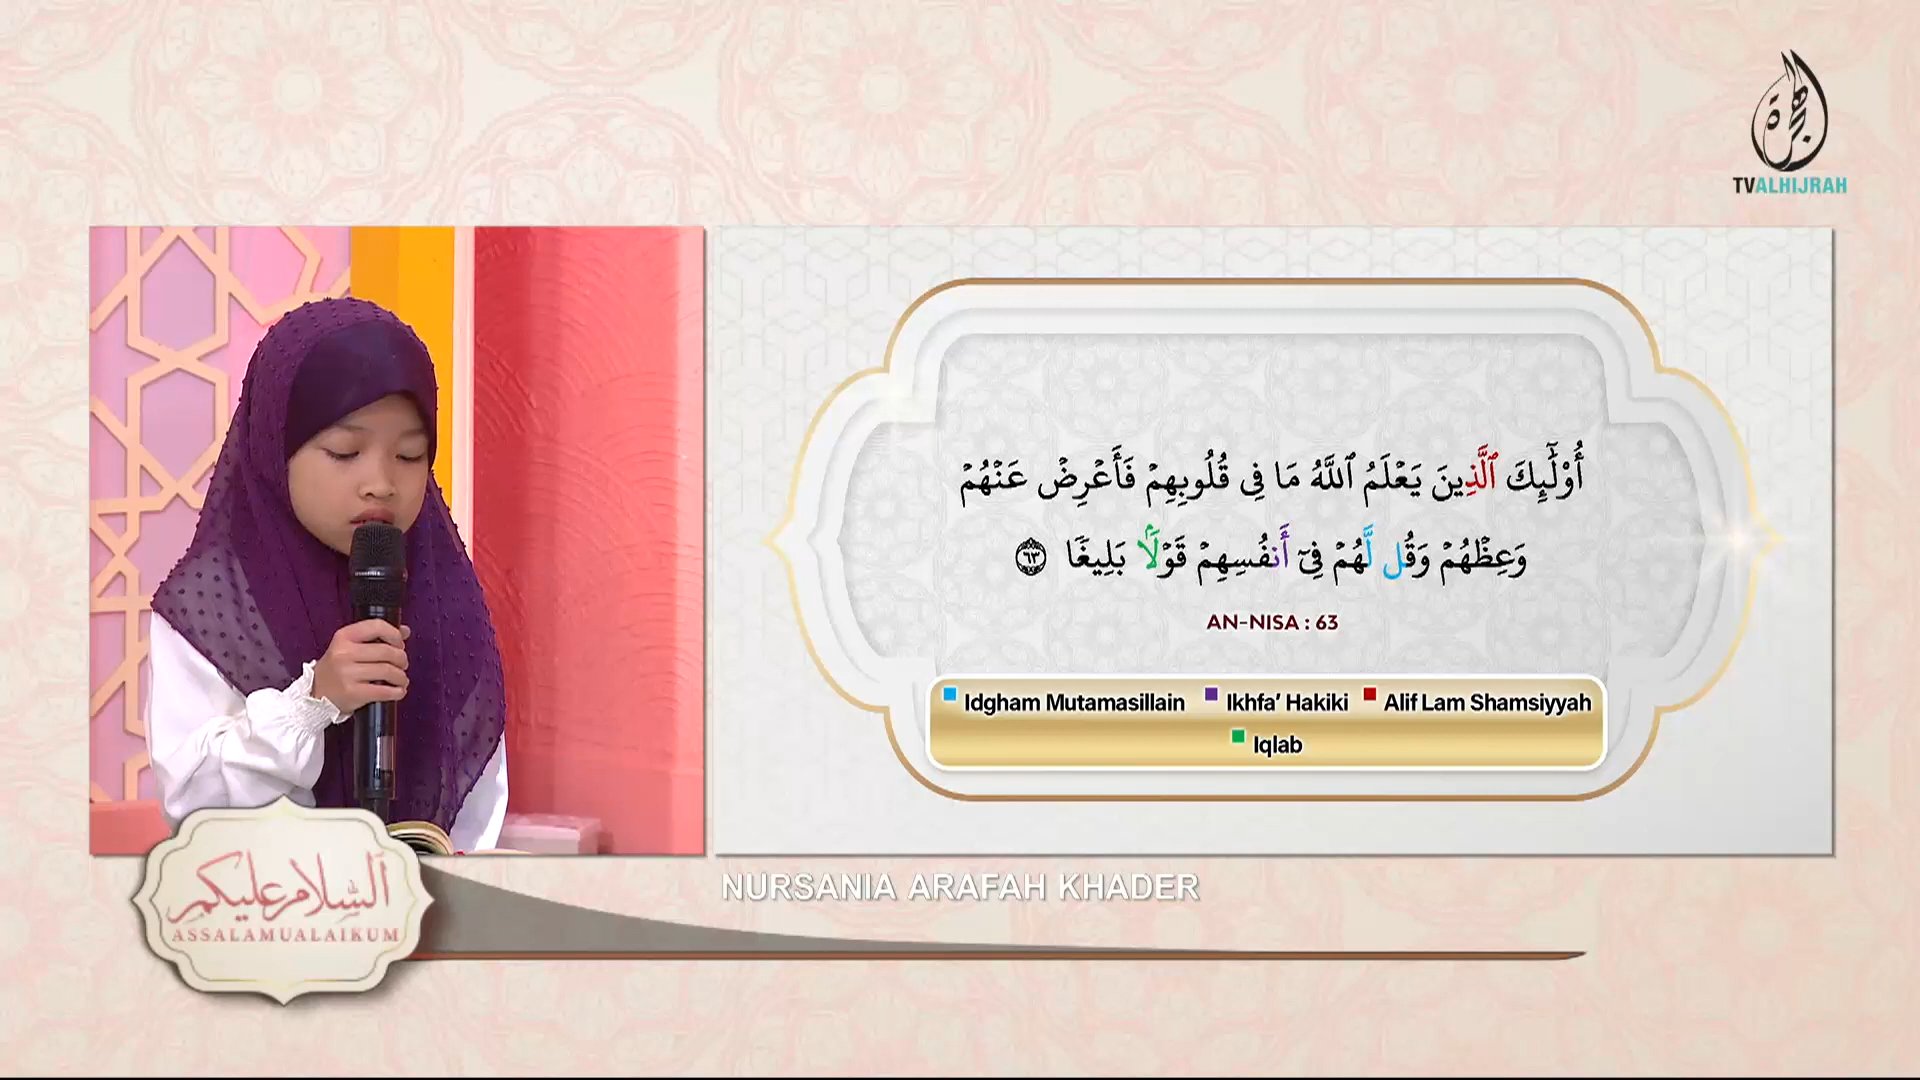 هجرة
TVALHIJRAH
أُو۟لَـٰٓئِكَ ٱلَّذِينَ يَعْلَمُ ٱللَّهُ مَا فِى قُلُوبِهِمْ فَأَعْرِضْ عَنْهُمْ
وَعِظْهُمْ وَقُل لَّهُمْ فِىٓ أَنفُسِهِمْ قَوْلًۢا بَلِيغًا ٦٣
AN-NISA : 63
Idgham Mutamasillain Ikhfa’ Hakiki Alif Lam Shamsiyyah
Iqlab
NURSANIA ARAFAH KHADER
السلام عليكم
ASSALAMUALAIKUM